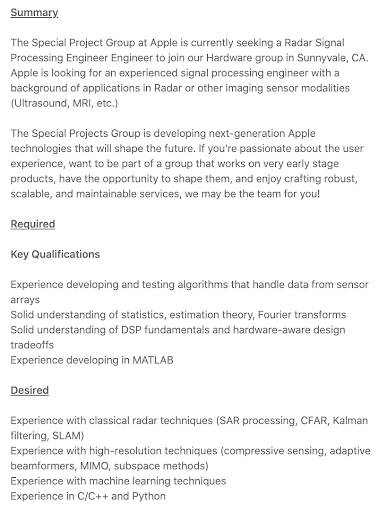 Summary
The Special Project Group at Apple is currently seeking a Radar Signal
Processing Engineer Engineer to join our Hardware group in Sunnyvale, CA.
Apple is looking for an experienced signal processing engineer with a
background of applications in Radar or other imaging sensor modalities
(Ultrasound, MRI, etc.)
The Special Projects Group is developing next-generation Apple
technologies that will shape the future. If you're passionate about the user
experience, want to be part of a group that works on very early stage
products, have the opportunity to shape them, and enjoy crafting robust,
scalable, and maintainable services, we may be the team for you!
Required
Key Qualifications
Experience developing and testing algorithms that handle data from sensor
arrays
Solid understanding of statistics, estimation theory, Fourier transforms
Solid understanding of DSP fundamentals and hardware-aware design
tradeoffs
Experience developing in MATLAB
Desired
Experience with classical radar techniques (SAR processing, CFAR, Kalman
filtering, SLAM)
Experience with high-resolution techniques (compressive sensing, adaptive
beamformers, MIMO, subspace methods)
Experience with machine learning techniques
Experience in C/C++ and Python